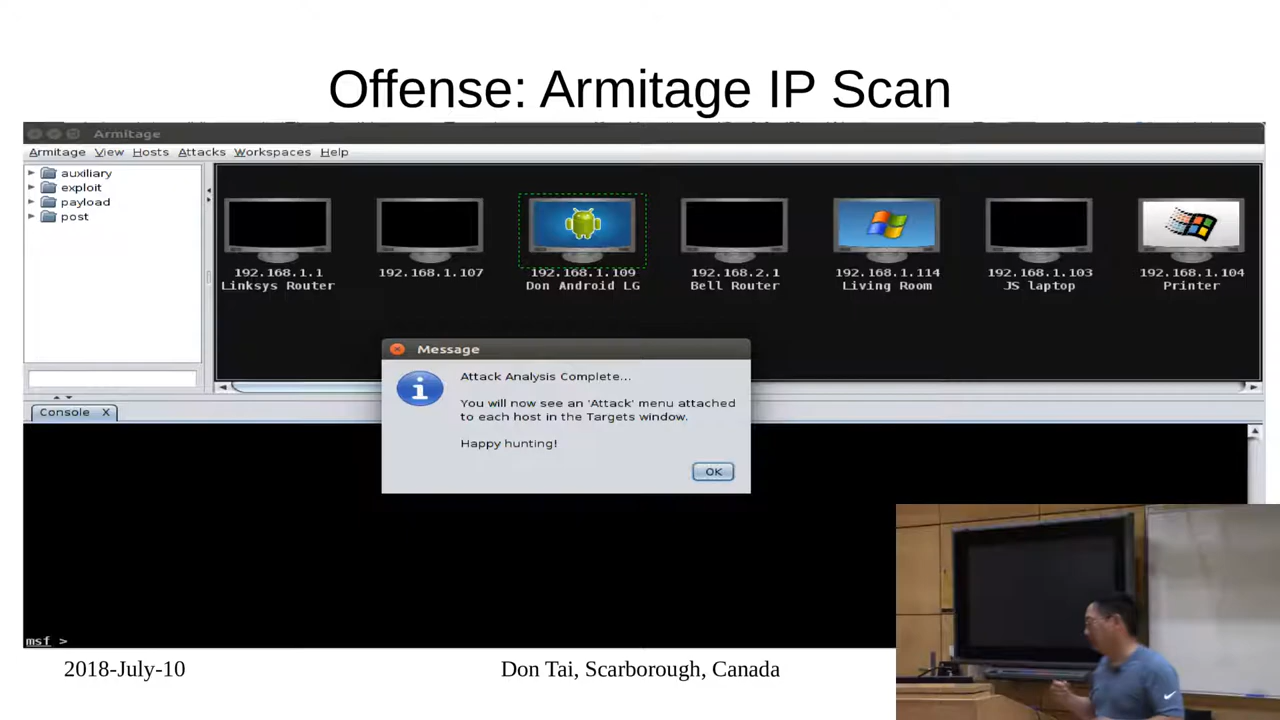 Offense: Armitage IP Scan
Armitage
Armitage View Hosts Attacks Workspaces Help
auxiliary
exploit
payload
post
192.168.1.1
Linksys Router
192.168.1.107
192.168.1.109
Don Android LG
192.168.2.1
Bell Router
192.168.1.114
Living Room
192.168.1.103
JS laptop
192.168.1.104
Printer
Message
Attack Analysis Complete...
You will now see an 'Attack' menu attached
to each host in the Targets window.
Happy hunting!
OK
Console X
msf >
2018-July-10
Don Tai, Scarborough, Canada